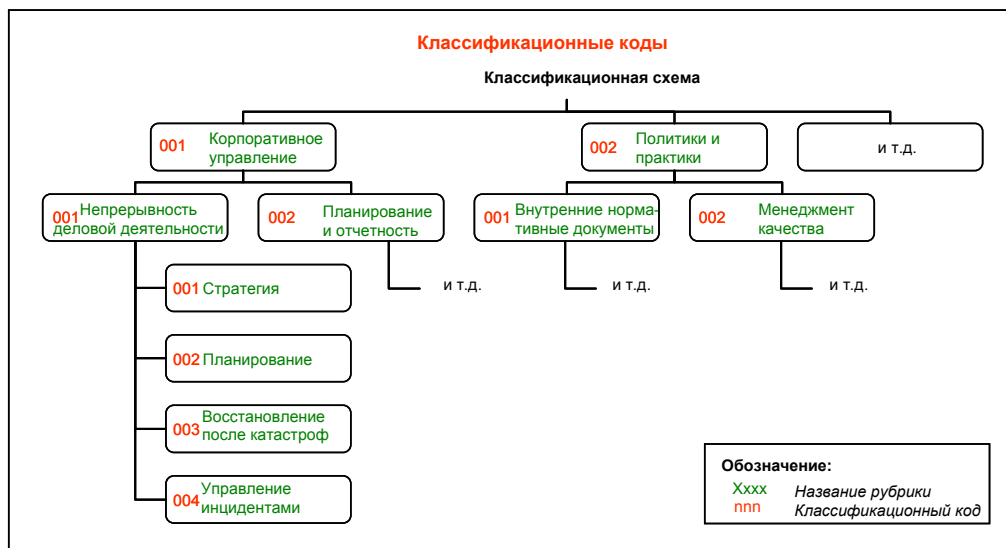 Классификационные коды
Классификационная схема
001 Корпоративное
управление
002 Политики и
практики
и т.д.
001 Непрерывность
деловой деятельности
002 Планирование
и отчетность
001 Внутренние норма-
тивные документы
002 Менеджмент
качества
001 Стратегия
и т.д.
и т.д.
и т.д.
002 Планирование
003 Восстановление
после катастроф
004 Управление
инцидентами
Обозначение:
Хххх Название рубрики
nnn Классификационный код